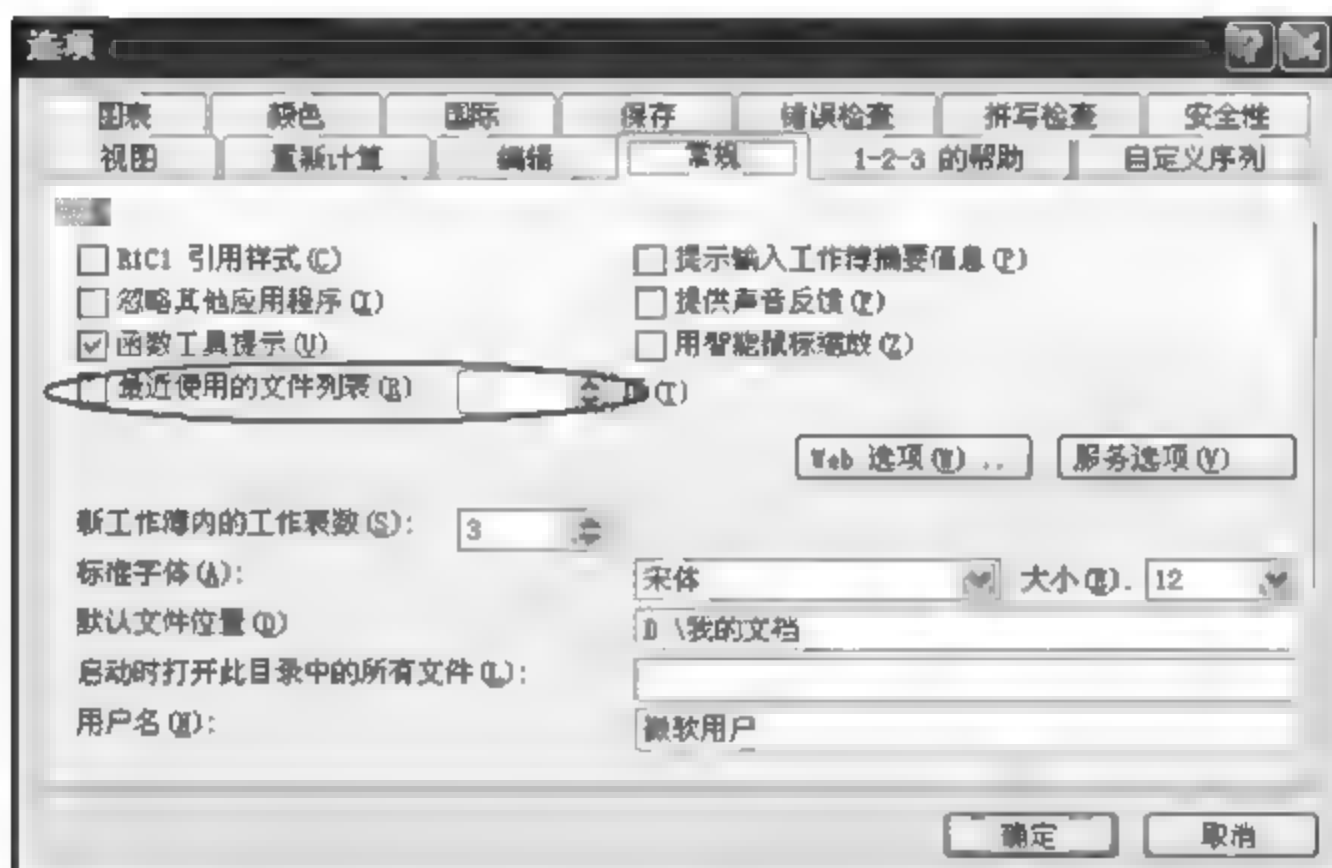 选项
图表 颜色 国际 保存 错误检查 拼写检查 安全性
视图 重新计算 编辑 常规 1-2-3 的帮助 自定义序列
R1C1 引用样式(C) 提示输入工作簿摘要信息(P)
忽略其他应用程序(I) 提供声音反馈(F)
函数工具提示(U) 用智能鼠标缩放(Z)
最近使用的文件列表(R) (T)
Web 选项(W) .. 服务选项(V)
新工作簿内的工作表数(S): 3
标准字体(A): 宋体 大小(E). 12
默认文件位置(D) D \我的文档
启动时打开此目录中的所有文件(L):
用户名(N): 微软用户
确定 取消